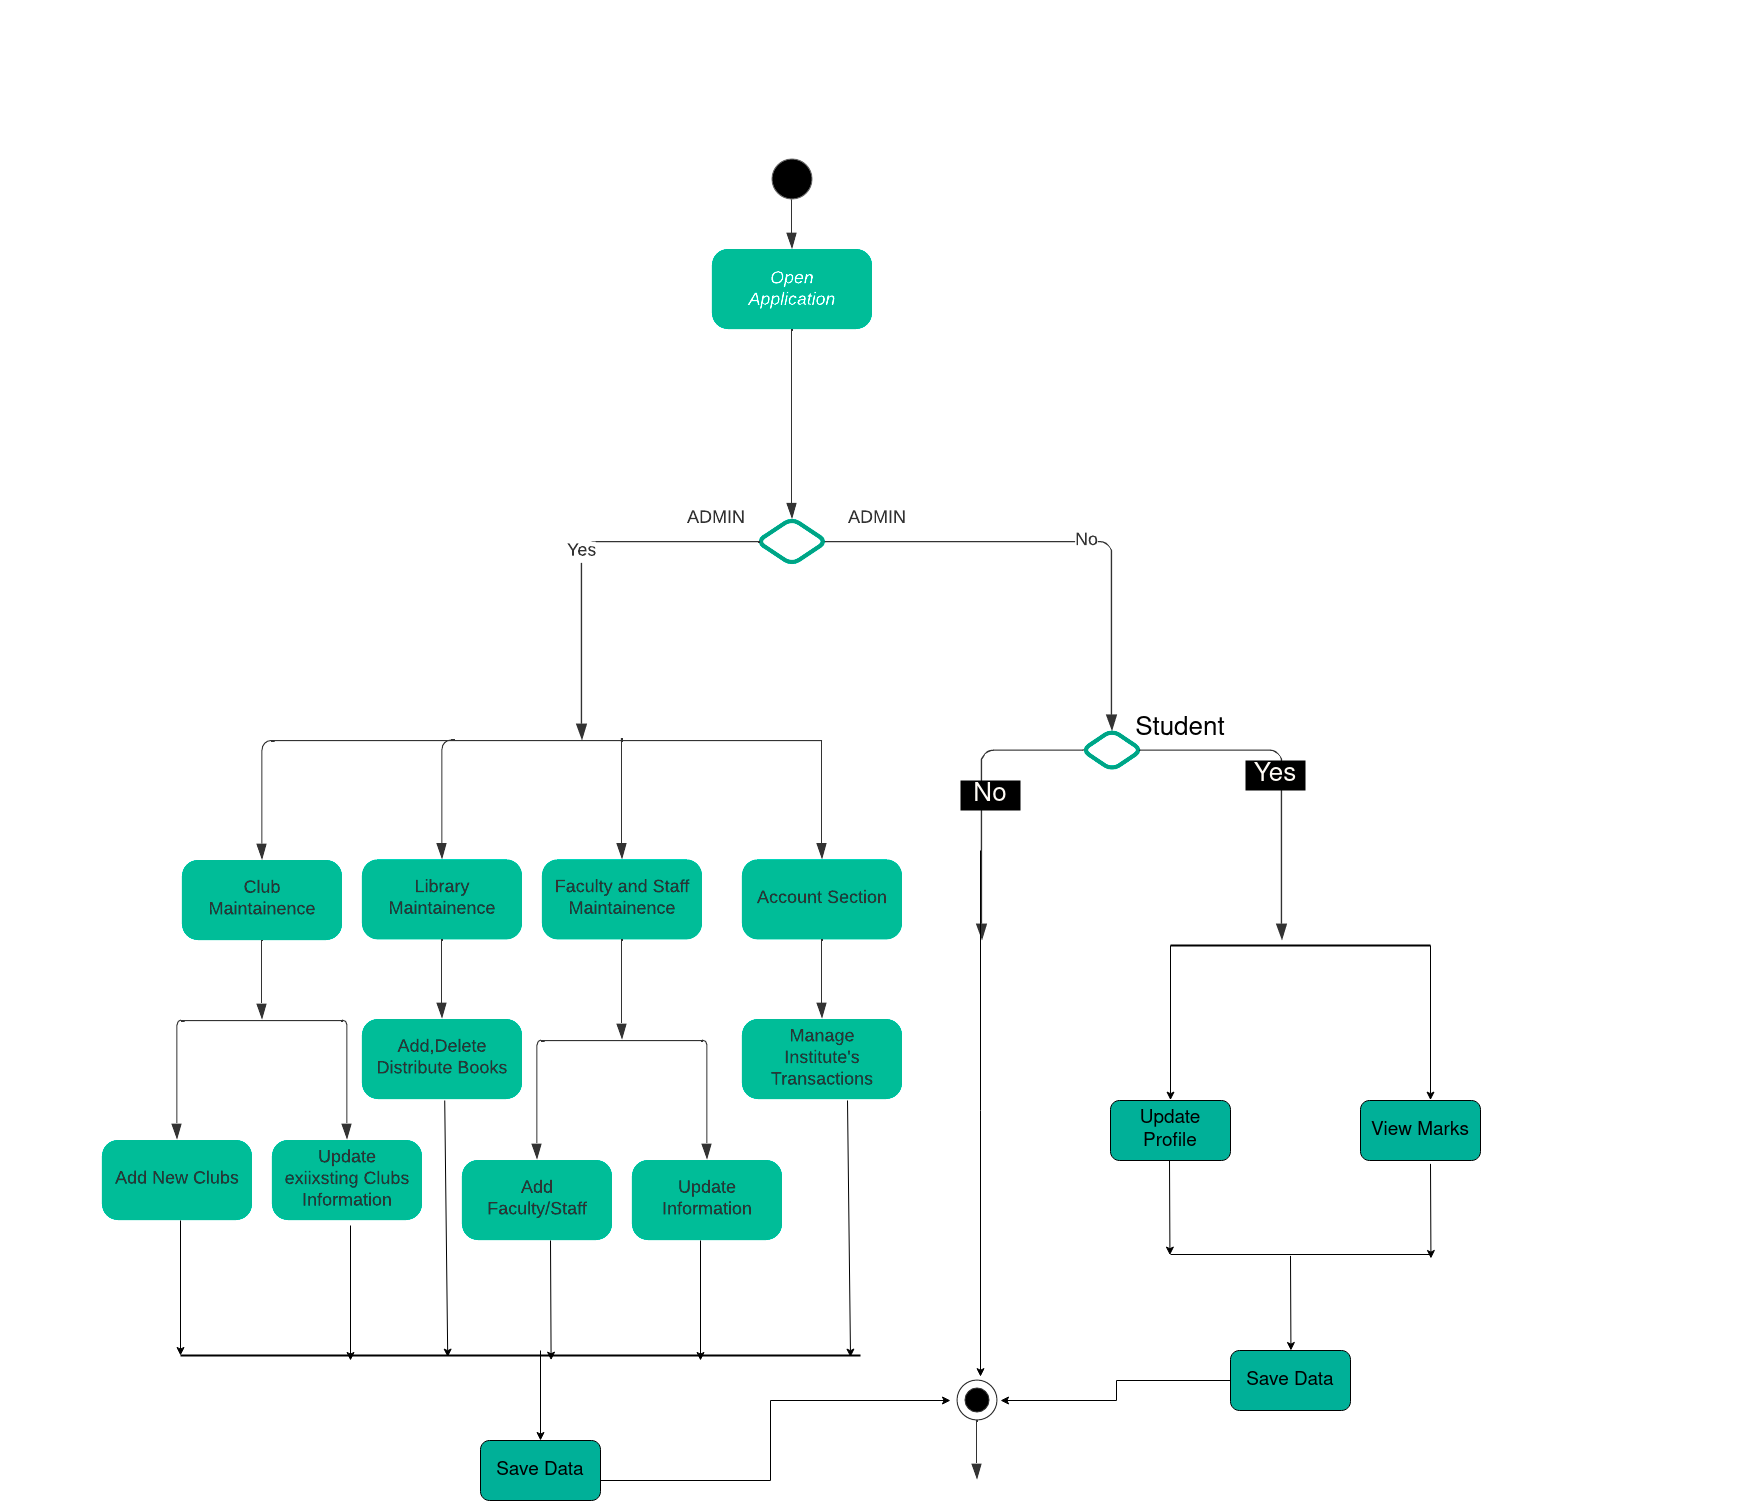 Open
Application
ADMIN
ADMIN
Yes
No
Student
No
Yes
Club
Maintainence
Library
Maintainence
Faculty and Staff
Maintainence
Account Section
Add,Delete
Distribute Books
Manage
Institute's
Transactions
Add New Clubs
Update
exiixsting Clubs
Information
Add
Faculty/Staff
Update
Information
Update
Profile
View Marks
Save Data
Save Data